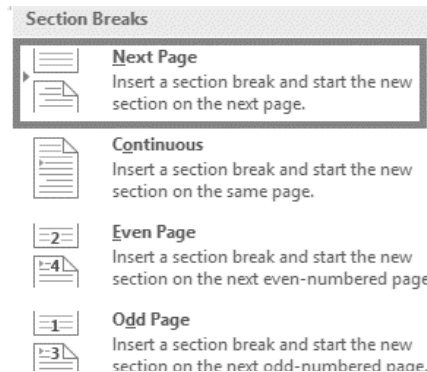 Section Breaks
Next Page
Insert a section break and start the new
section on the next page.
Continuous
Insert a section break and start the new
section on the same page.
2
Even Page
Insert a section break and start the new
4
section on the next even-numbered page
1
Odd Page
Insert a section break and start the new
3
section on the next odd-numbered page.